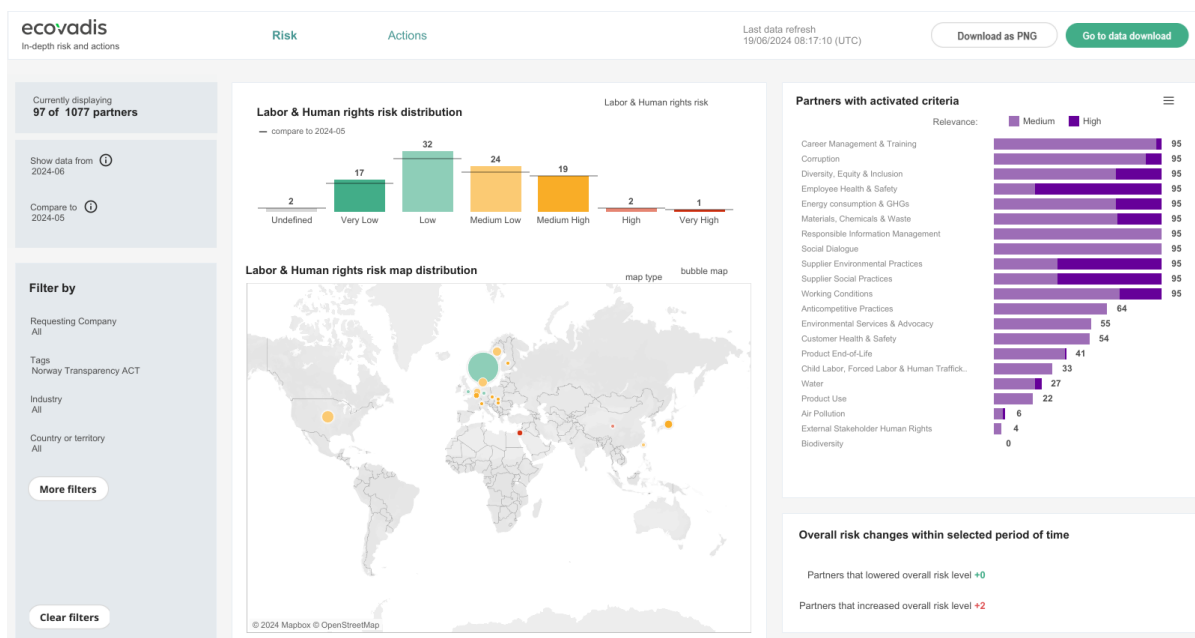 ecovadis
In-depth risk and actions
Risk
Actions
Last data refresh
19/06/2024 08:17:10 (UTC)
Download as PNG
Go to data download
Currently displaying
97 of 1077 partners
Show data from
2024-06
Compare to
2024-05
Filter by
Requesting Company
All
Tags
Norway Transparency ACT
Industry
All
Country or territory
All
More filters
Clear filters
Labor & Human rights risk distribution
Labor & Human rights risk
compare to 2024-05
2
17
32
24
19
2
1
Undefined
Very Low
Low
Medium Low
Medium High
High
Very High
Labor & Human rights risk map distribution
map type
bubble map
© 2024 Mapbox © OpenStreetMap
Partners with activated criteria
Relevance:
Medium
High
Career Management & Training 95
Corruption 95
Diversity, Equity & Inclusion 95
Employee Health & Safety 95
Energy consumption & GHGs 95
Materials, Chemicals & Waste 95
Responsible Information Management 95
Social Dialogue 95
Supplier Environmental Practices 95
Supplier Social Practices 95
Working Conditions 95
Anticompetitive Practices 64
Environmental Services & Advocacy 55
Customer Health & Safety 54
Product End-of-Life 41
Child Labor, Forced Labor & Human Traffick.. 33
Water 27
Product Use 22
Air Pollution 6
External Stakeholder Human Rights 4
Biodiversity 0
Overall risk changes within selected period of time
Partners that lowered overall risk level +0
Partners that increased overall risk level +2